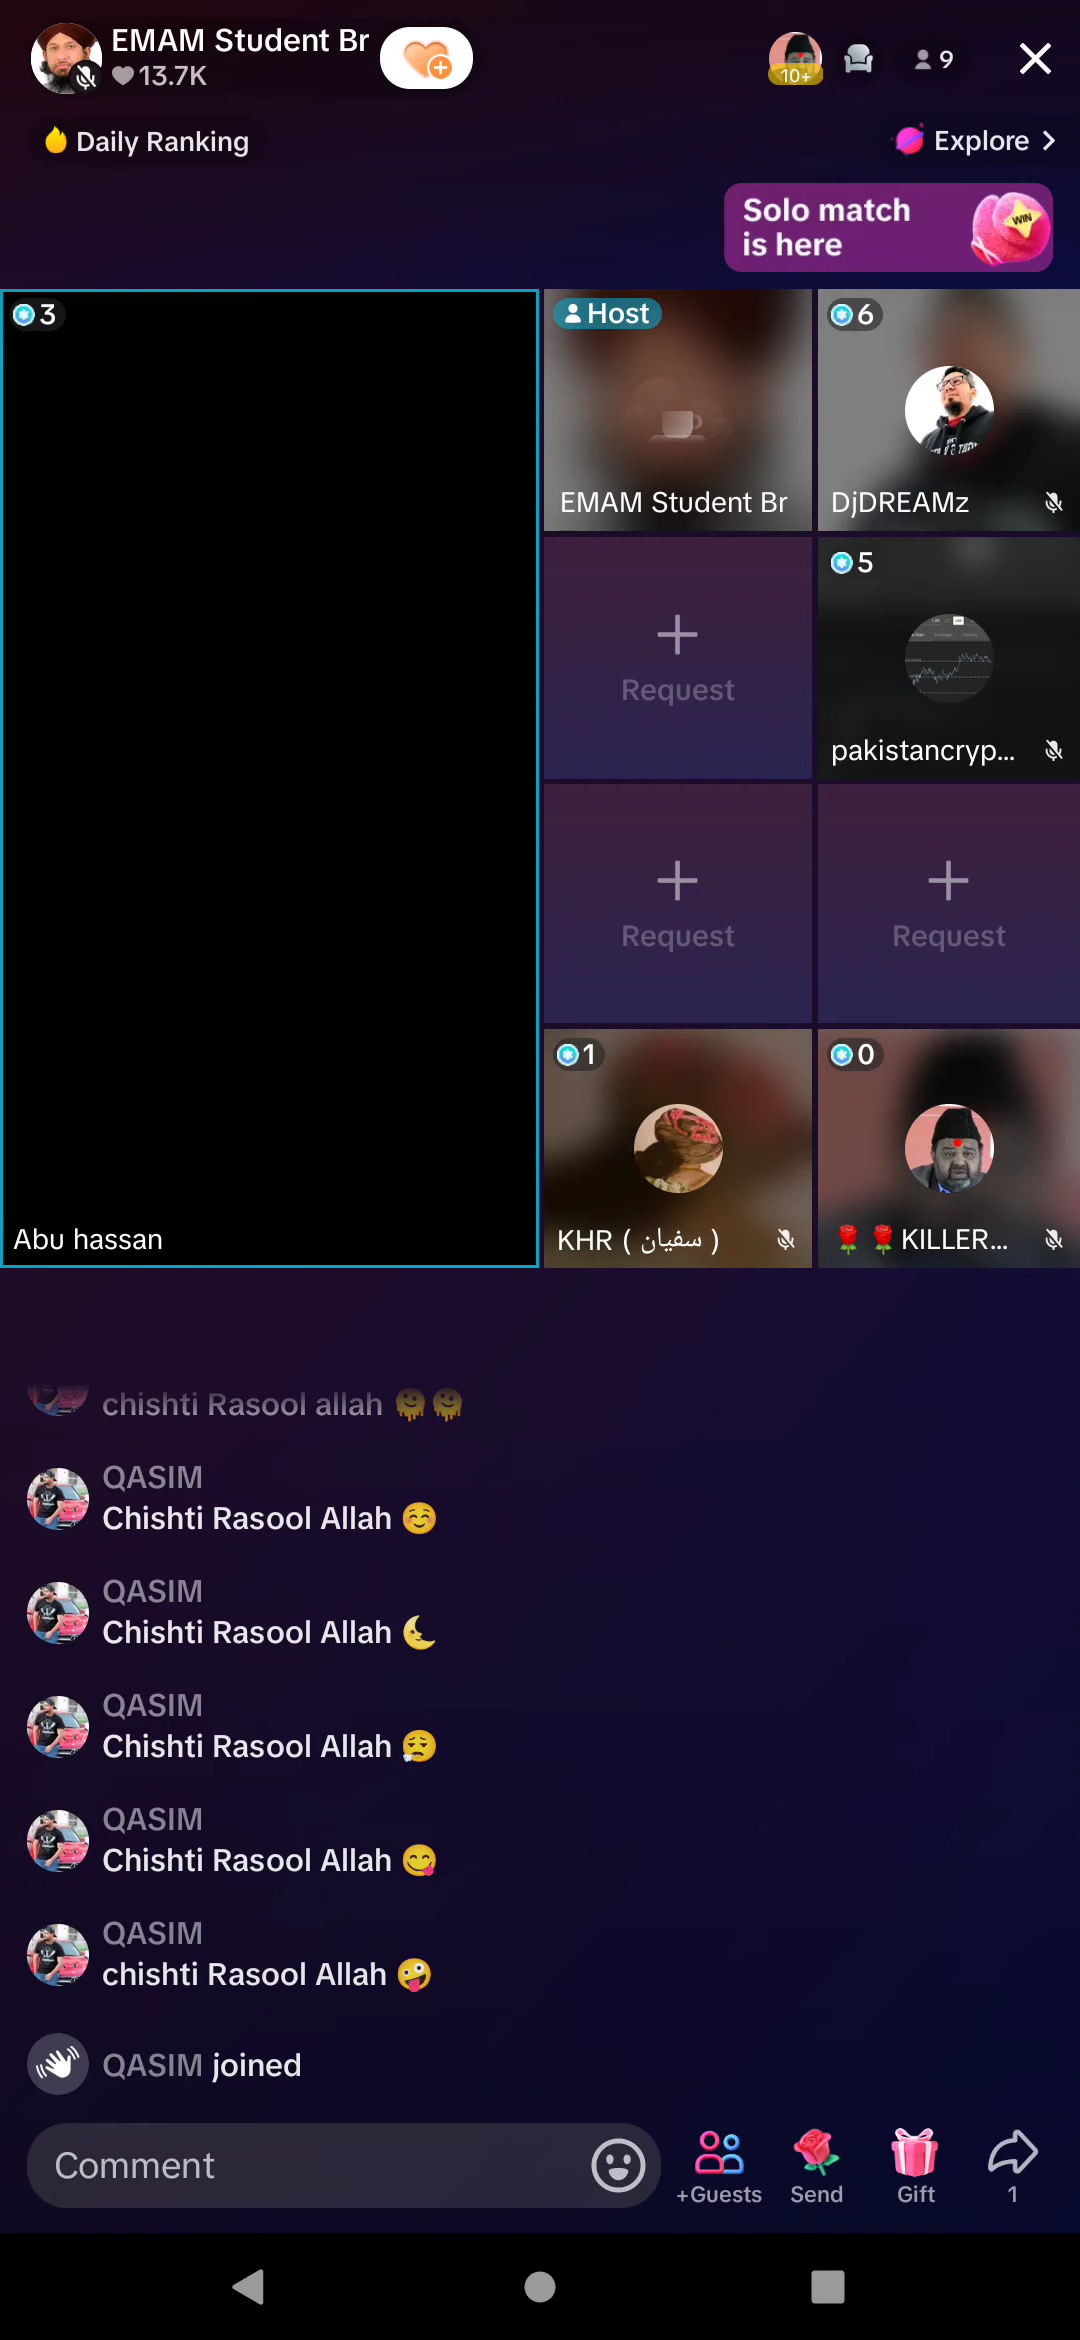 EMAM Student Br
13.7K
10+
9
Daily Ranking
Explore
Solo match
is here
WIN
3
Host
6
EMAM Student Br
DjDREAMz
5
Request
pakistancryp...
Request
Request
1
0
Abu hassan
KHR ( سفيان )
🌹🌹KILLER...
chishti Rasool allah 🫠🫠
QASIM
Chishti Rasool Allah ☺️
QASIM
Chishti Rasool Allah 🌜
QASIM
Chishti Rasool Allah 😮‍💨
QASIM
Chishti Rasool Allah 😋
QASIM
chishti Rasool Allah 🤪
QASIM joined
Comment
+Guests
Send
Gift
1